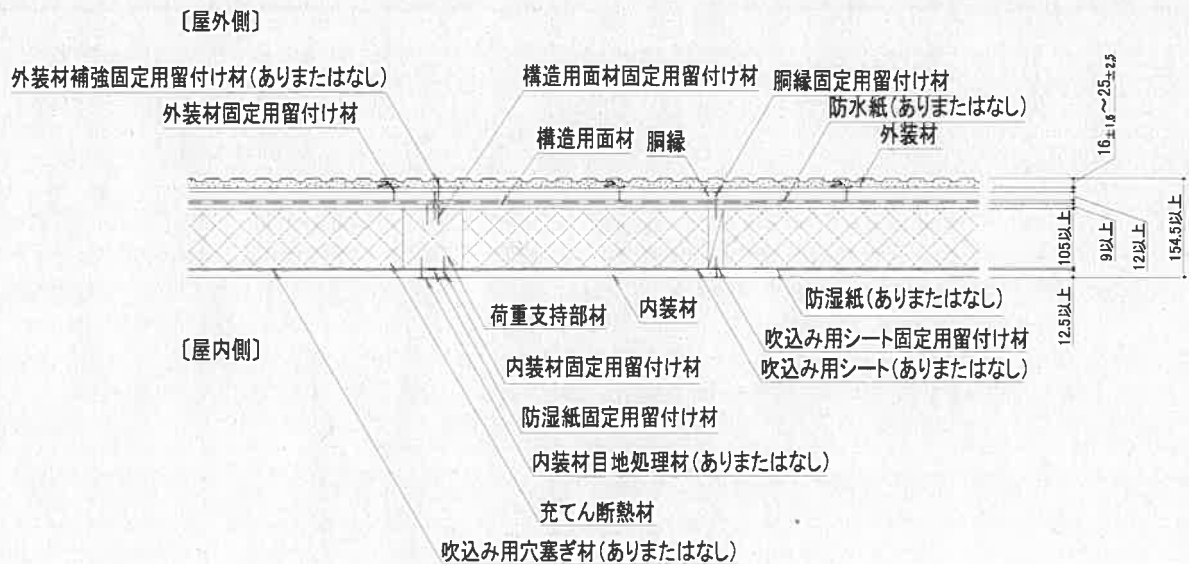 〔屋外側〕
外装材補強固定用留付け材(ありまたはなし)
外装材固定用留付け材
構造用面材固定用留付け材
構造用面材
胴縁
胴縁固定用留付け材
防水紙(ありまたはなし)
外装材
16±1.6～25±2.5
105以上
9以上
12以上
154.5以上
12.5以上
〔屋内側〕
荷重支持部材
内装材
防湿紙(ありまたはなし)
吹込み用シート固定用留付け材
吹込み用シート(ありまたはなし)
内装材固定用留付け材
防湿紙固定用留付け材
内装材目地処理材(ありまたはなし)
充てん断熱材
吹込み用穴塞ぎ材(ありまたはなし)